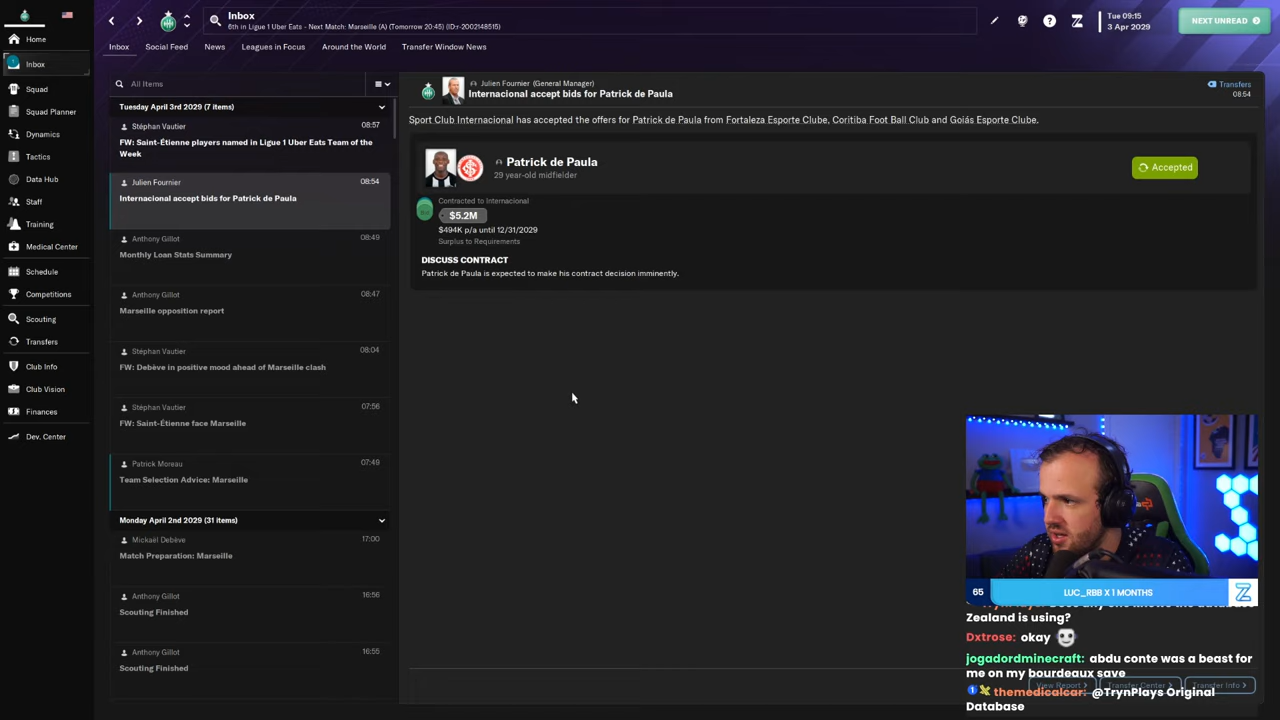 Inbox
6th in Ligue 1 Uber Eats - Next Match: Marseille (A) (Tomorrow 20:45) (ID:r-2002148515)
Tue 09:15
3 Apr 2029
NEXT UNREAD
Inbox
Social Feed
News
Leagues in Focus
Around the World
Transfer Window News
Home
Inbox
Squad
Squad Planner
Dynamics
Tactics
Data Hub
Staff
Training
Medical Center
Schedule
Competitions
Scouting
Transfers
Club Info
Club Vision
Finances
Dev. Center
All Items
Tuesday April 3rd 2029 (7 items)
Stéphan Vautier 08:57
FW: Saint-Étienne players named in Ligue 1 Uber Eats Team of the
Week
Julien Fournier 08:54
Internacional accept bids for Patrick de Paula
Anthony Gillot 08:49
Monthly Loan Stats Summary
Anthony Gillot 08:47
Marseille opposition report
Stéphan Vautier 08:04
FW: Debève in positive mood ahead of Marseille clash
Stéphan Vautier 07:56
FW: Saint-Étienne face Marseille
Patrick Moreau 07:49
Team Selection Advice: Marseille
Monday April 2nd 2029 (31 items)
Mickaël Debève 17:00
Match Preparation: Marseille
Anthony Gillot 16:56
Scouting Finished
Anthony Gillot 16:55
Scouting Finished
Julien Fournier (General Manager)
Internacional accept bids for Patrick de Paula
Transfers
08:54
Sport Club Internacional has accepted the offers for Patrick de Paula from Fortaleza Esporte Clube, Coritiba Foot Ball Club and Goiás Esporte Clube.
Patrick de Paula
29 year-old midfielder
Accepted
Contracted to Internacional
$5.2M
$494K p/a until 12/31/2029
Surplus to Requirements
DISCUSS CONTRACT
Patrick de Paula is expected to make his contract decision imminently.
65 LUC_RBB X 1 MONTHS
Zealand is using?
Dxtrose: okay
jogadordminecraft: abdu conte was a beast for
me on my bourdeaux save
themedicalcar: @TrynPlays Original
Database
View Report
Transfer Center
Transfer Info